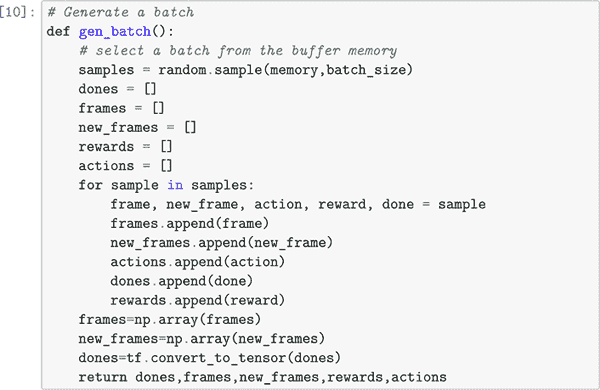 [10]: # Generate a batch
def gen_batch():
    # select a batch from the buffer memory
    samples = random.sample(memory,batch_size)
    dones = []
    frames = []
    new_frames = []
    rewards = []
    actions = []
    for sample in samples:
        frame, new_frame, action, reward, done = sample
        frames.append(frame)
        new_frames.append(new_frame)
        actions.append(action)
        dones.append(done)
        rewards.append(reward)
    frames=np.array(frames)
    new_frames=np.array(new_frames)
    dones=tf.convert_to_tensor(dones)
    return dones,frames,new_frames,rewards,actions